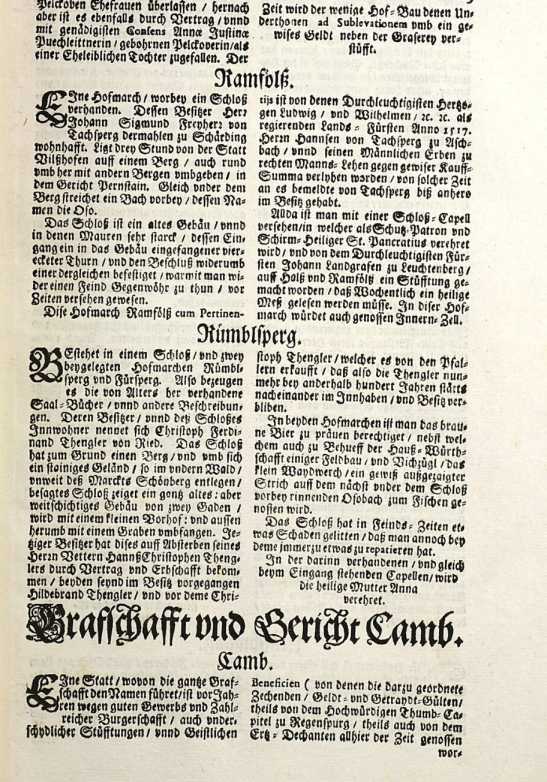 Pelckoven Ehefrauen überlassen / hernach
aber ist es ebenfalls durch Vertrag / vnnd
mit genädigisten Consens Annæ Justinæ
Puechleittnerin / gebohrnen Pelckoverin / als
einer Eheleiblichen Tochter zugefallen. Der
Zeit wird der wenige Hof-Bau denen Un-
derthonen ad Sublevationem vmb ein ge-
wises Geldt neben der Graserey ver-
stifft.
Ramfölß.
EJne Hofmarch / worbey ein Schloß
verhanden. Dessen Besitzer Herr
Johann Sigmund Freyherr von
Tachsperg dermahlen zu Schärding
wohnhafft. Ligt drey Stund von der Statt
Vilßhofen auff einem Berg / auch rund
vmb her mit andern Bergen vmbgeben / in
dem Gericht Pernstain. Gleich vnder dem
Berg streichet ein Bach vorbey / dessen Na-
men die Oso.
Das Schloß ist ein altes Gebäu / vnnd
in denen Mauren sehr starck / dessen Ein-
gang ein in das Gebäu eingefangener vier-
ecketer Thurn / vnd den Beschluß widerumb
einer dergleichen befestiget / warmit man wi-
der einen Feind Gegenwöhr zu thun / vor
Zeiten versehen gewesen.
Dise Hofmarch Ramfölß cum Pertinen-
tijs ist von denen Durchleuchtigisten Hertzo-
gen Ludwig / vnd Wilhelmen / ꝛc. ꝛc. als
regierenden Lands-Fürsten Anno 1517.
Herrn Hannsen von Tachsperg zu Asch-
bach / vnnd seinen Männlichen Erben zu
rechten Manns-Lehen gegen gewiser Kauff-
Summa verlyhen worden / von solcher Zeit
an es bemeldte von Tachsperg biß anhero
im Besitz gehabt.
Allda ist man mit einer Schloß-Capell
versehen / in welcher als Schutz-Patron vnd
Schirm-Heiliger St. Pancratius verehret
wird / vnd von dem Durchleuchtigisten Für-
sten Johann Landgrafen zu Leuchtenberg /
auff Halß vnd Ramfölß ein Stüfftung ge-
macht worden / daß Wochentlich ein heilige
Meß gelesen werden müsse. In diser Hof-
march würdet auch genossen Innern-Zell.
Rümblsperg.
BEstehet in einem Schloß / vnd zwey
beygelegten Hofmarchen Rümbl-
sperg vnd Fürsperg. Also bezeugen
es die von Alters her verhandene
Saal-Bücher / vnnd andere Beschreibun-
gen. Deren Besitzer / vnnd deß Schloßes
Innwohner nennet sich Christoph Ferdi-
nand Thengler von Ried. Das Schloß
hat zum Grund einen Berg / vnd vmb sich
ein stainiges Geländ / so im vndern Wald /
vnweit deß Marckts Schönberg entlegen /
besagtes Schloß zeiget ein gantz altes: aber
weitschichtiges Gebäu von zwey Gaden /
wird mit einem kleinen Vorhof: vnd aussen
herumb mit einem Graben vmbfangen. Je-
tziger Besitzer hat dises auff Absterben seines
Herrn Vettern Hannß Christophen Theng-
lers durch Vertrag vnd Erbschafft bekom-
men / beyden seynd im Besitz vorgegangen
Hildebrand Thengler / vnd vor deme Chri-
stoph Thengler / welcher es von den Pfal-
lern erkaufft / daß also die Thengler nun-
mehr bey anderhalb hundert Jahren stärts
nacheinander im Innhaben / vnd Besitz ver-
bliben.
In beyden Hofmarchen ist man das brau-
ne Bier zu präuen berechtiget / nebst wel-
chem auch zu Behueff der Hauß-Würth-
schafft einiger Feldbau / vnd Vichzügl / das
klein Waydwerch / ein gewiß außgezaigter
Strich auff dem nächst vnder dem Schloß
vorbey rinnenden Osobach zum Fischen ge-
nossen wird.
Das Schloß hat in Feinds-Zeiten et-
was Schaden gelitten / daß man annoch bey
deme jmmerzu etwas zu repariren hat.
In der darinn verhandenen / vnd gleich
beym Eingang stehenden Capellen / wird
die heilige Mutter Anna
verehret.
Grafschafft vnd Gericht Camb.
Camb.
EJne Statt / wovon die gantze Graf-
schafft den Namen führet / ist vor Jah-
ren wegen guten Gewerbs vnd Zahl-
reicher Burgerschafft / auch vnder-
schydlicher Stüfftungen / vnnd Geistlichen
Beneficien ( von denen die darzu geordnete
Zechenden / Geldt- vnd Getraydt-Gülten /
theils von dem Hochwürdigen Thumb-Ca-
pitel zu Regenspurg / theils auch von dem
Ertz-Dechanten allhier der Zeit genossen
wor-